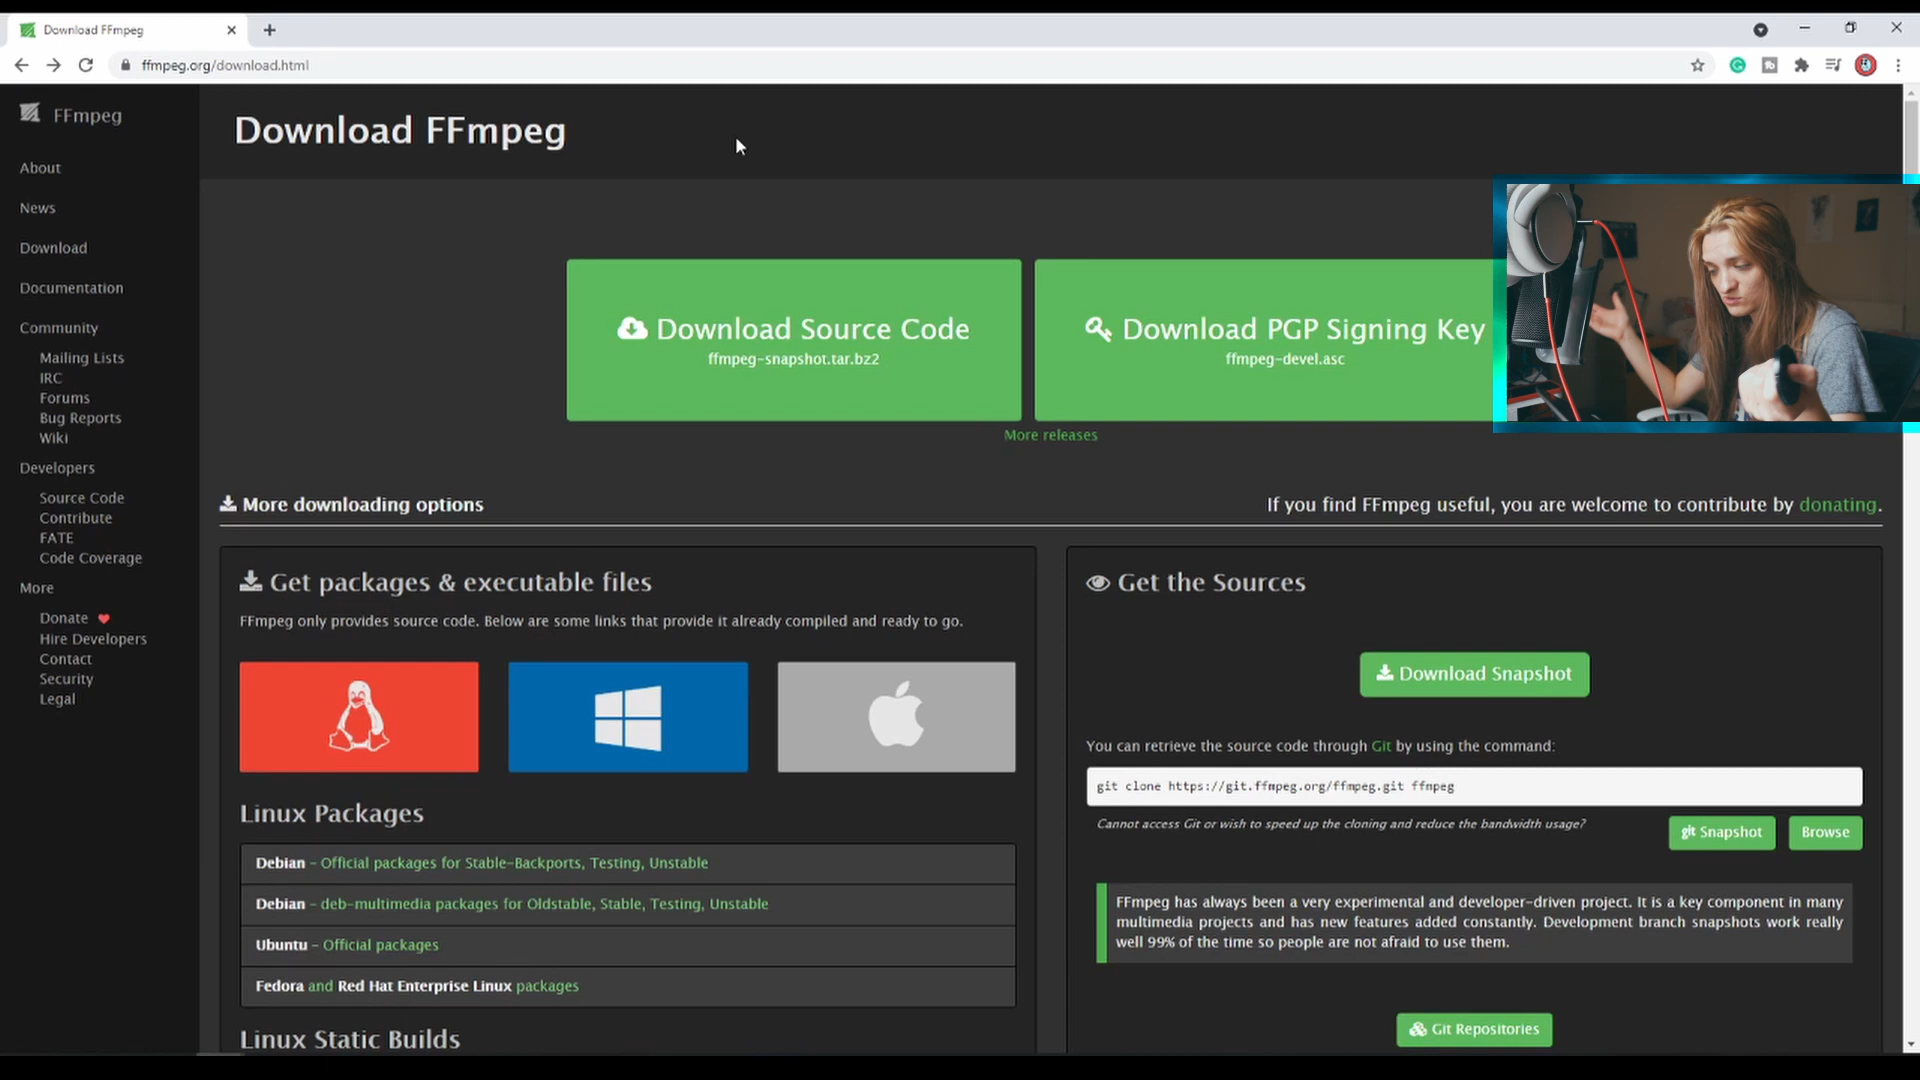 Download FFmpeg
ffmpeg.org/download.html
FFmpeg
About
News
Download
Documentation
Community
Mailing Lists
IRC
Forums
Bug Reports
Wiki
Developers
Source Code
Contribute
FATE
Code Coverage
More
Donate
Hire Developers
Contact
Security
Legal
Download FFmpeg
Download Source Code
ffmpeg-snapshot.tar.bz2
Download PGP Signing Key
ffmpeg-devel.asc
More releases
More downloading options
If you find FFmpeg useful, you are welcome to contribute by donating.
Get packages & executable files
FFmpeg only provides source code. Below are some links that provide it already compiled and ready to go.
Linux Packages
Debian – Official packages for Stable-Backports, Testing, Unstable
Debian – deb-multimedia packages for Oldstable, Stable, Testing, Unstable
Ubuntu – Official packages
Fedora and Red Hat Enterprise Linux packages
Linux Static Builds
Get the Sources
Download Snapshot
You can retrieve the source code through Git by using the command:
git clone https://git.ffmpeg.org/ffmpeg.git ffmpeg
Cannot access Git or wish to speed up the cloning and reduce the bandwidth usage?
git Snapshot
Browse
FFmpeg has always been a very experimental and developer-driven project. It is a key component in many
multimedia projects and has new features added constantly. Development branch snapshots work really
well 99% of the time so people are not afraid to use them.
Git Repositories